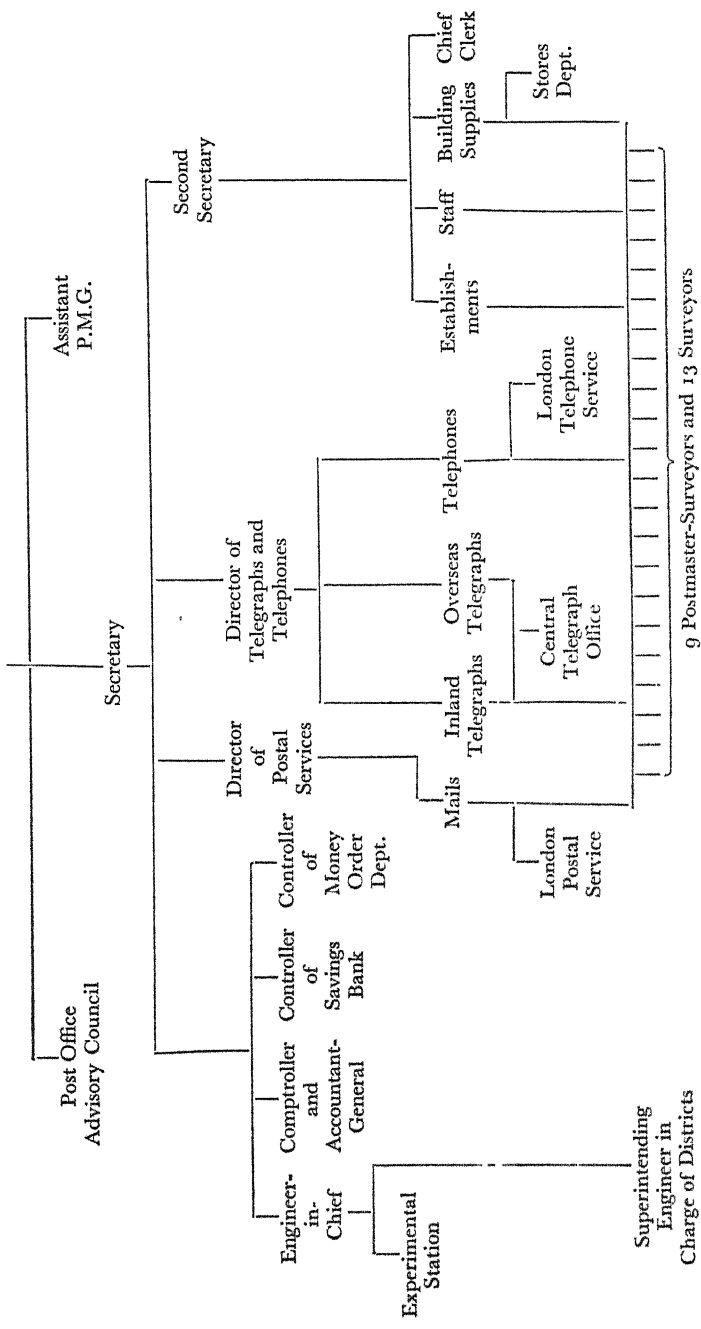 Post Office
Advisory Council
Assistant
P.M.G.
Secretary
Second
Secretary
Director
of
Postal
Services
Director of
Telegraphs and
Telephones
Engineer-
in-
Chief
Comptroller
and
Accountant-
General
Controller
of
Savings
Bank
Controller
of
Money
Order
Dept.
Mails
Inland
Telegraphs
Overseas
Telegraphs
Telephones
Establish-
ments
Staff
Building
Supplies
Chief
Clerk
Experimental
Station
London
Postal
Service
Central
Telegraph
Office
London
Telephone
Service
Stores
Dept.
Superintending
Engineer in
Charge of Districts
9 Postmaster-Surveyors and 13 Surveyors